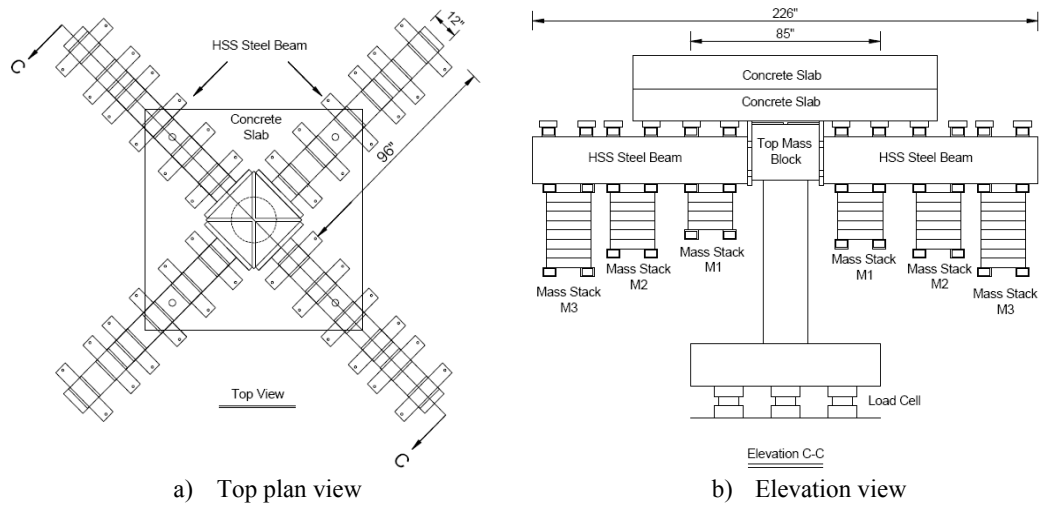 12"
HSS Steel Beam
C
Concrete
Slab
96"
Top View
C
a) Top plan view
226"
85"
Concrete Slab
Concrete Slab
HSS Steel Beam
Top Mass
Block
HSS Steel Beam
Mass Stack
M3
Mass Stack
M2
Mass Stack
M1
Mass Stack
M1
Mass Stack
M2
Mass Stack
M3
Load Cell
Elevation C-C
b) Elevation view